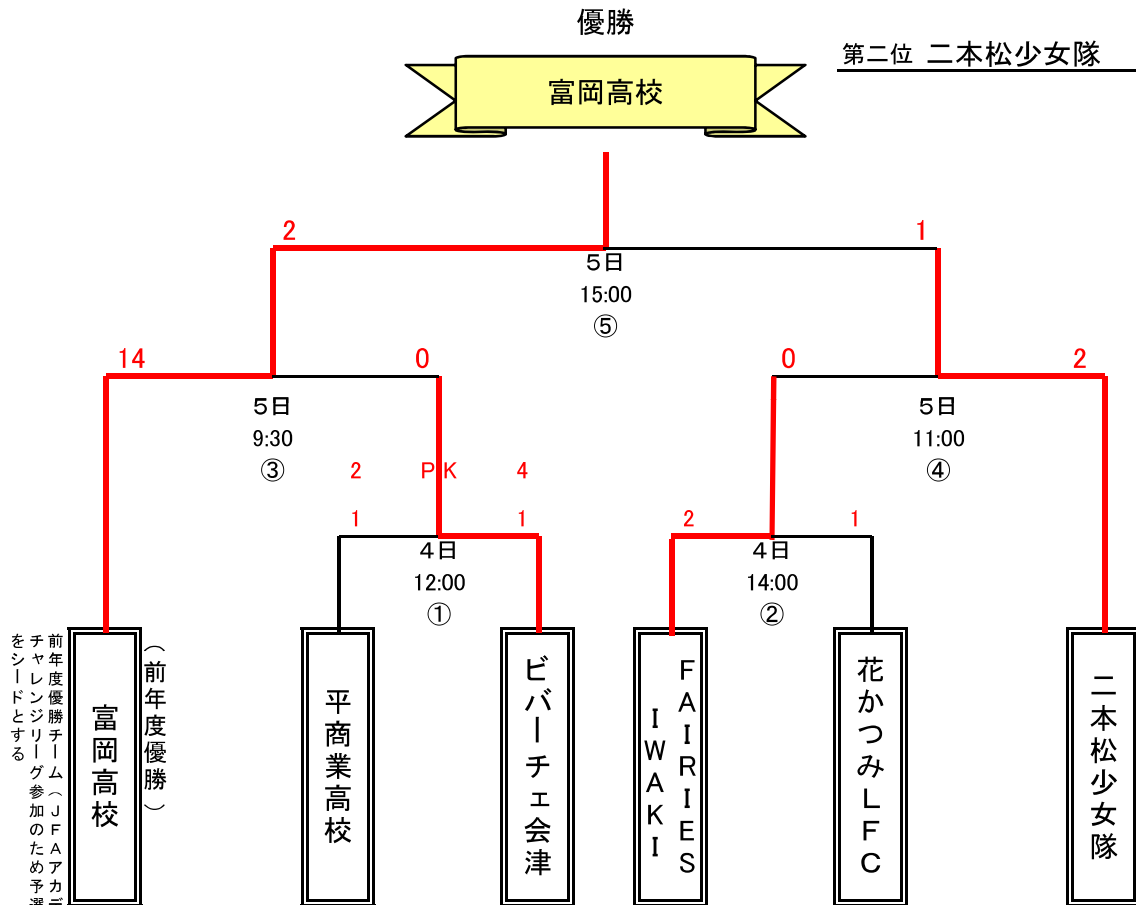 優勝
富岡高校
第二位 二本松少女隊
2
1
5日
15:00
⑤
14
0
0
2
5日
9:30
③
5日
11:00
④
2 PK 4
1
1
2
1
4日
12:00
①
4日
14:00
②
(前年度優勝)
富岡高校
前年度優勝チーム(JFAアカデ
チャレンジリーグ参加のため予選
をシードとする
平商業高校
ビバーチェ会津
FAIRIES
IWAKI
花かつみLFC
二本松少女隊